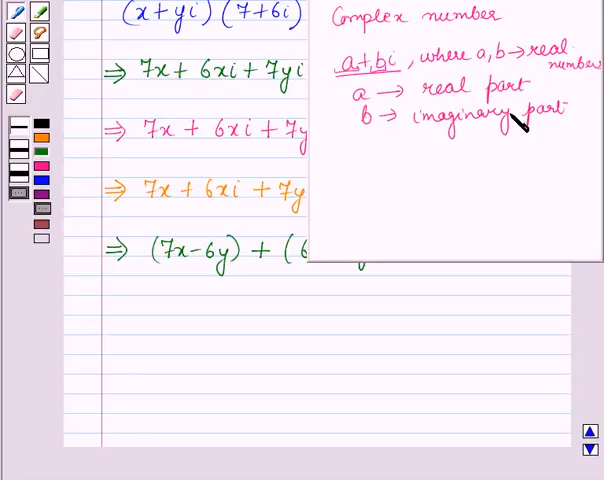 (x+yi) (7+6i)
⇒ 7x + 6xi + 7yi
⇒ 7x + 6xi + 7y
⇒ 7x + 6xi + 7y
⇒ (7x-6y) + (6
Complex number
a+bi, where a, b → real
numbers
a → real part
b → imaginary part